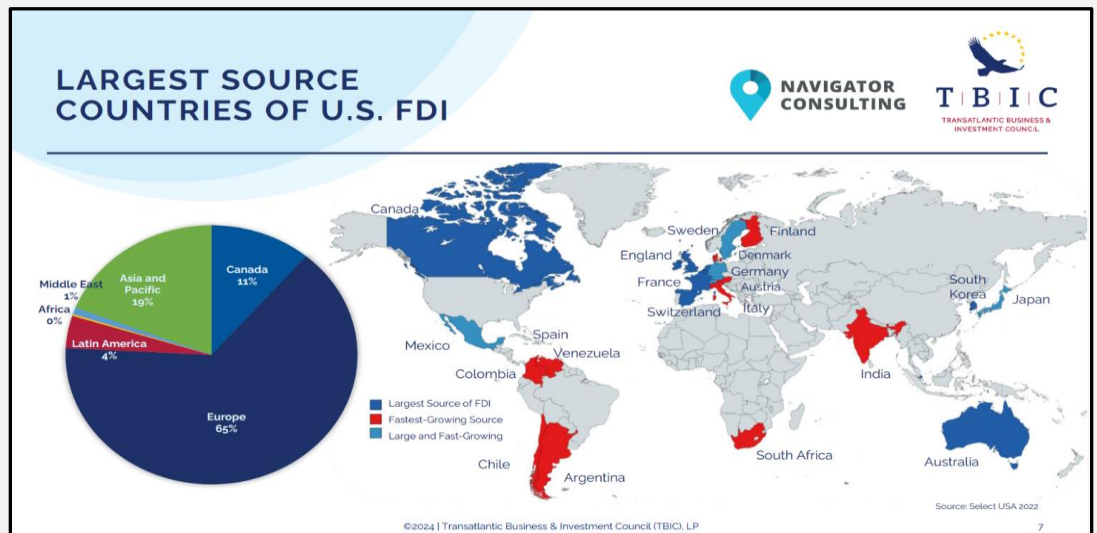 LARGEST SOURCE
COUNTRIES OF U.S. FDI
NAVIGATOR
CONSULTING
T|B|I|C
TRANSATLANTIC BUSINESS &
INVESTMENT COUNCIL
Canada
11%
Europe
65%
Latin America
4%
Africa
0%
Middle East
1%
Asia and
Pacific
19%
Canada
Mexico
Spain
Venezuela
Colombia
Chile
Argentina
Sweden
Finland
England
Denmark
Germany
France
Austria
Switzerland
Italy
South
Korea
Japan
India
South Africa
Australia
Largest Source of FDI
Fastest-Growing Source
Large and Fast-Growing
Source: Select USA 2022
©2024 | Transatlantic Business & Investment Council (TBIC), LP
7